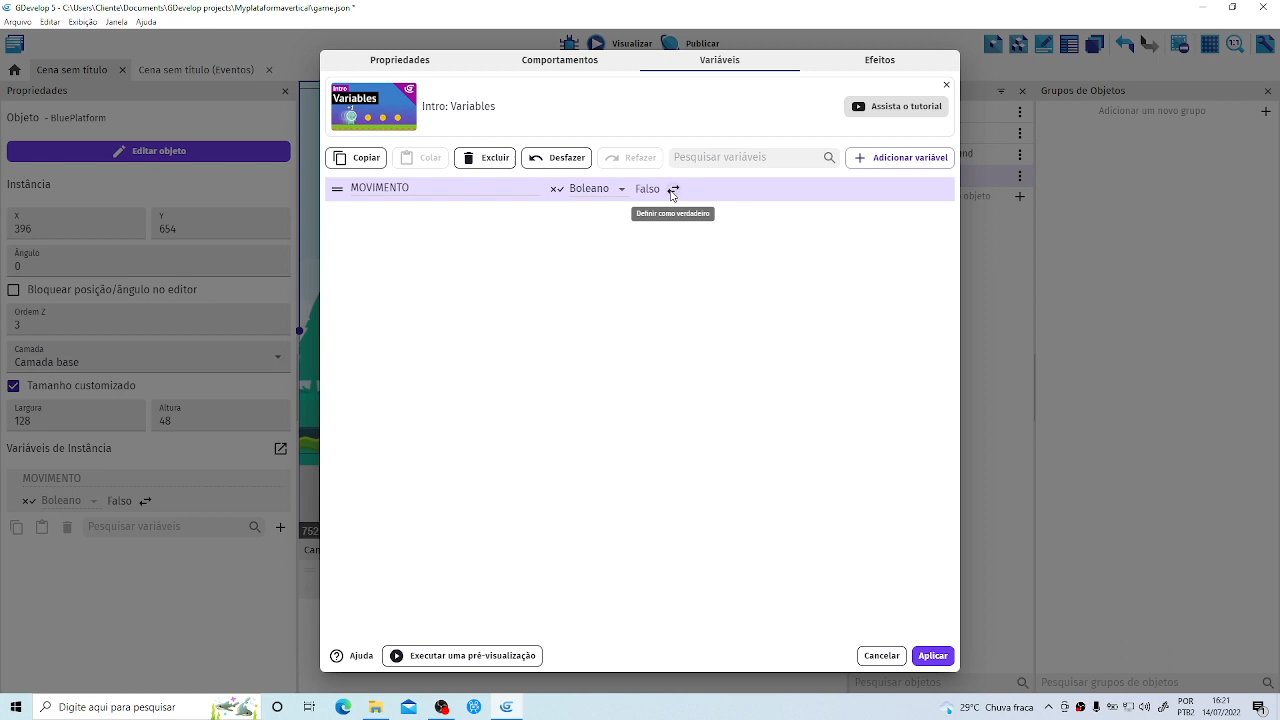 GDevelop 5 - C:\Users\Cliente\Documents\GDevelop projects\Myplataformavertical\game.json *
Arquivo Editar Exibição Janela Ajuda
Visualizar Publicar
Cena sem título Cena sem título (Eventos)
Propriedades
Objeto - BluePlatform
Editar objeto
Instância
X
-36
Y
654
Ângulo
0
Bloquear posição/ângulo no editor
Ordem Z
3
Camada
Camada base
Tamanho customizado
Largura
128
Altura
48
Variáveis de Instância
MOVIMENTO
Boleano Falso
Pesquisar variáveis
752
Propriedades Comportamentos Variáveis Efeitos
Intro
Variables
+1
Intro: Variables
Assista o tutorial
Copiar Colar Excluir Desfazer Refazer Pesquisar variáveis Adicionar variável
MOVIMENTO Boleano Falso
Definir como verdadeiro
Ajuda Executar uma pré-visualização Cancelar Aplicar
Grupos de Objetos
Adicionar um novo grupo
objeto
Pesquisar objetos Pesquisar grupos de objetos
Digite aqui para pesquisar
29°C Chuva fraca
POR
PTB2
16:21
14/07/2022
1